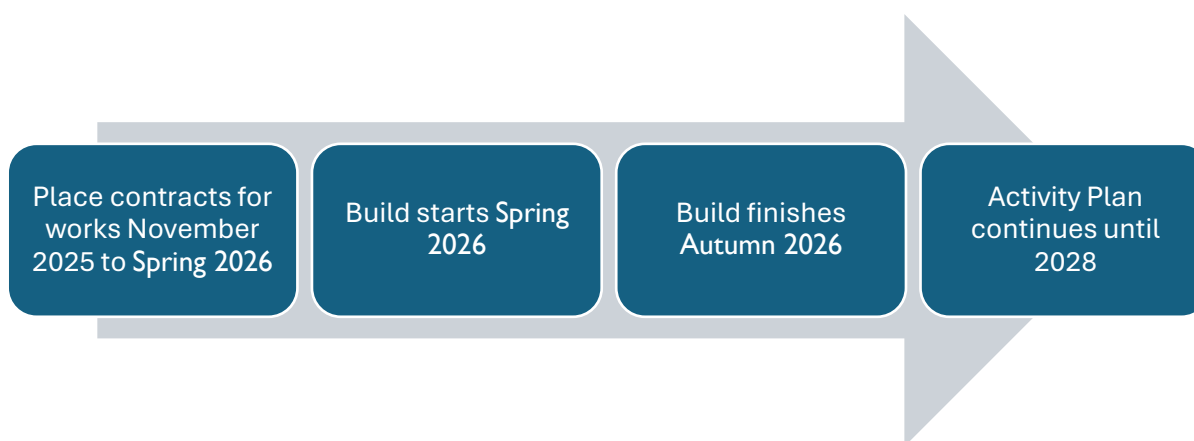 Place contracts for
works November
2025 to Spring 2026
Build starts Spring
2026
Build finishes
Autumn 2026
Activity Plan
continues until
2028